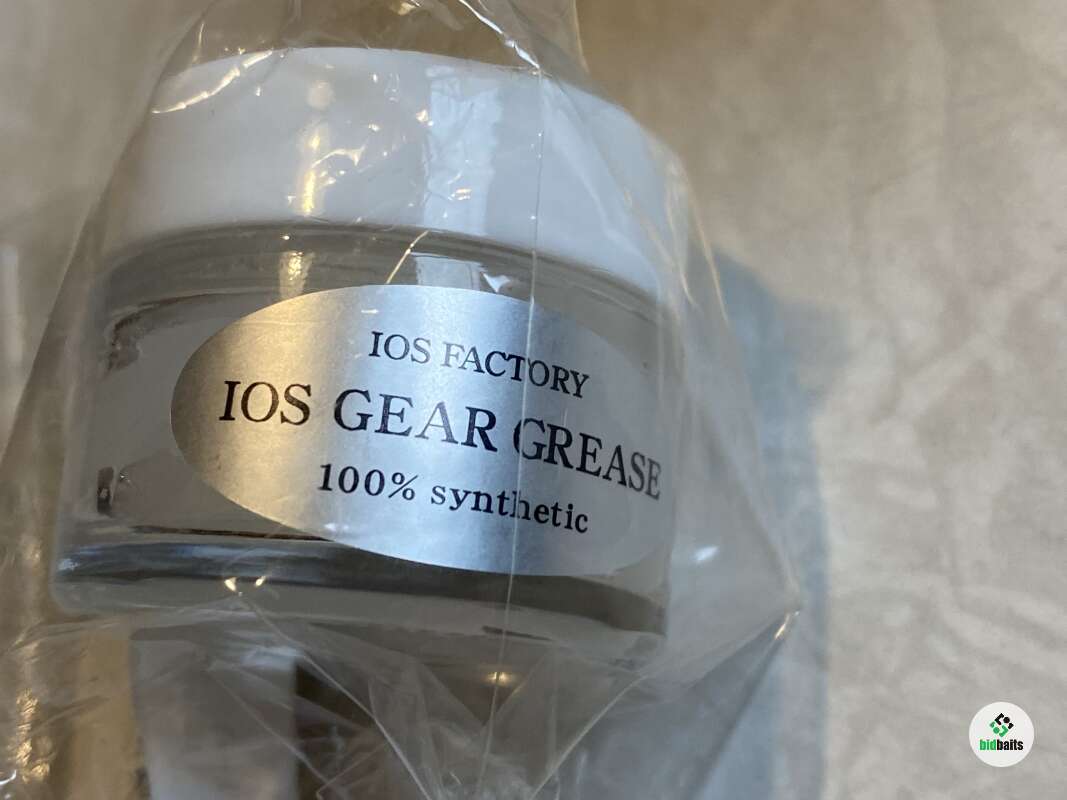 IOS FACTORY
IOS GEAR GREASE
100% synthetic
bidbaits